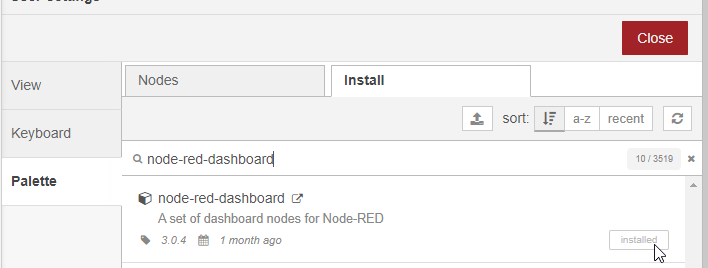 Close
View
Nodes
Install
sort:
a-z
recent
Keyboard
node-red-dashboard
10 / 3519
Palette
node-red-dashboard
A set of dashboard nodes for Node-RED
3.0.4
1 month ago
installed